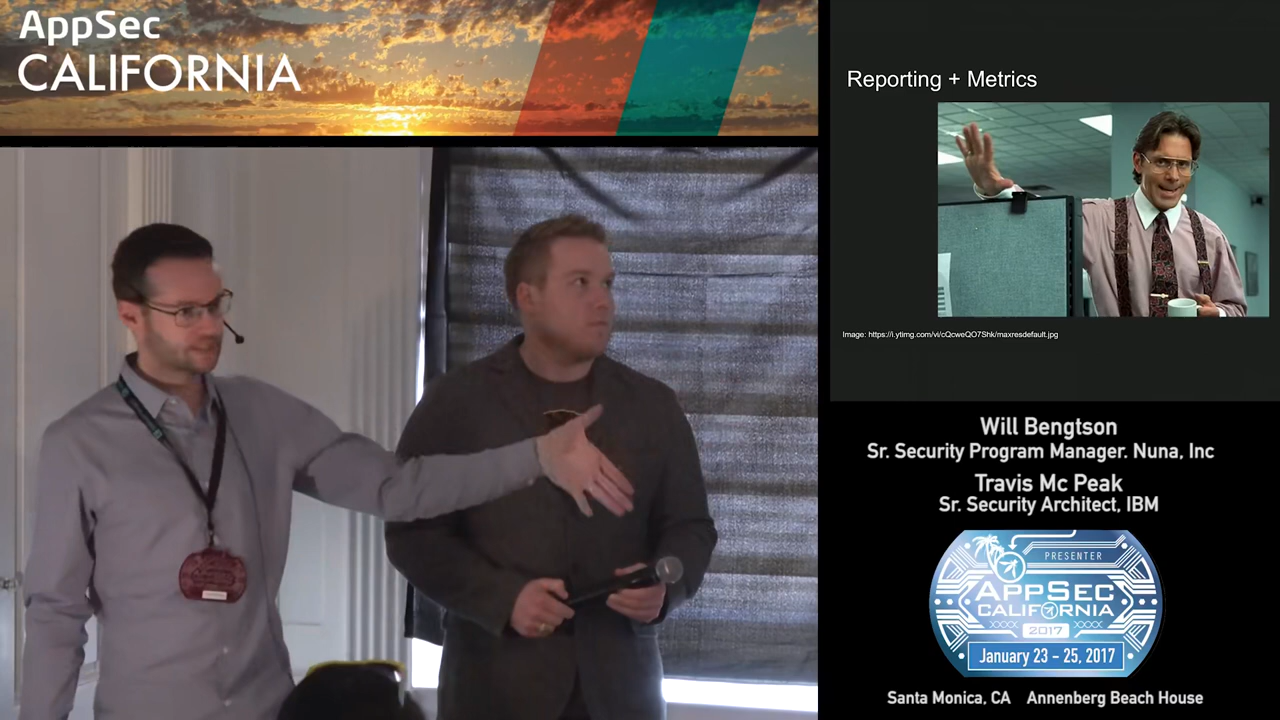 AppSec
CALIFORNIA
Reporting + Metrics
Image: https://i.ytimg.com/vi/cQcweQO7Shk/maxresdefault.jpg
Will Bengtson
Sr. Security Program Manager. Nuna, Inc
Travis Mc Peak
Sr. Security Architect, IBM
PRESENTER
APPSEC
CALIFORNIA
XXXX 2017 XXXX
January 23 - 25, 2017
Santa Monica, CA Annenberg Beach House